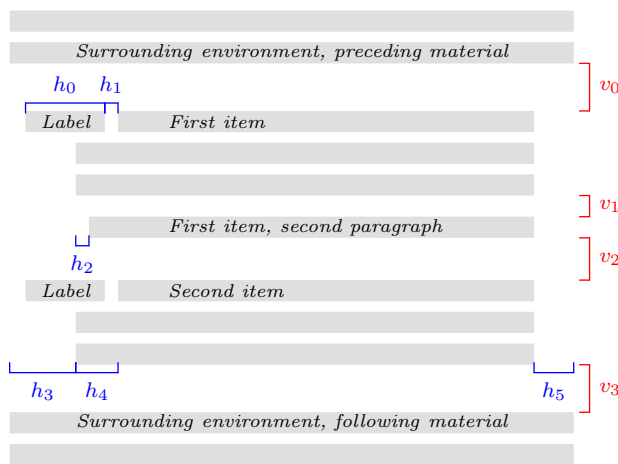 Surrounding environment, preceding material
h₀ h₁ v₀
Label First item
v₁
First item, second paragraph
h₂ v₂
Label Second item
h₃ h₄ h₅ v₃
Surrounding environment, following material